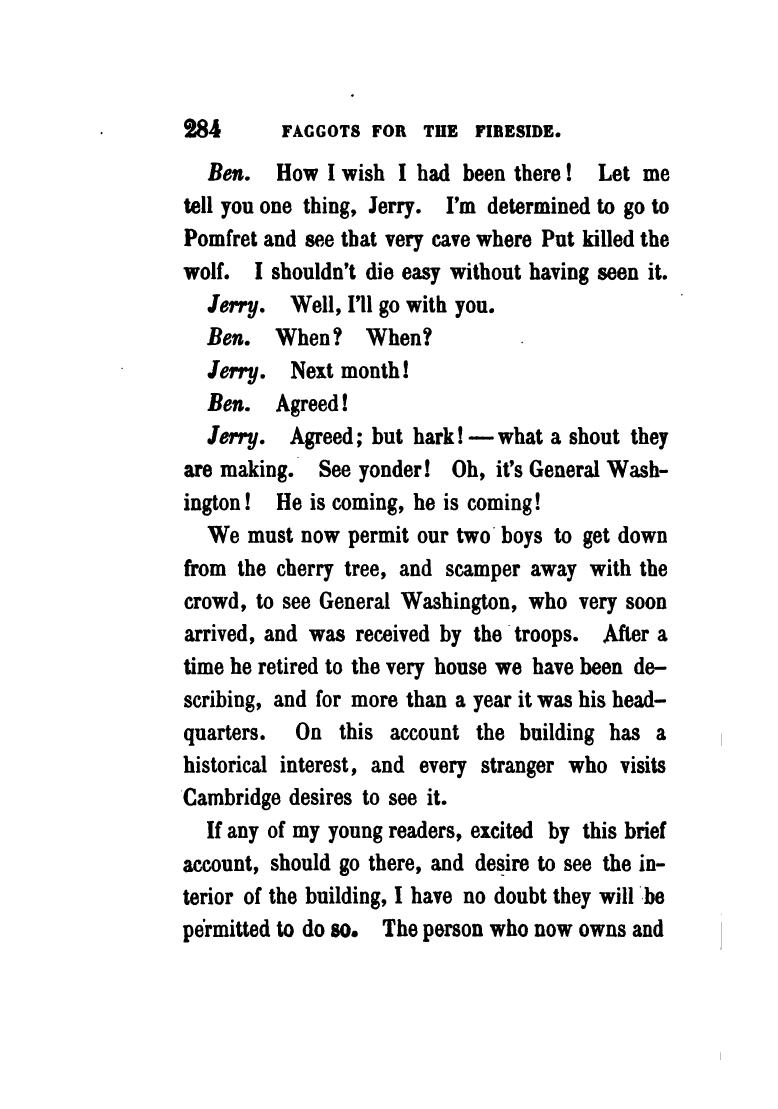 284 FAGGOTS FOR THE FIRESIDE.
Ben. How I wish I had been there! Let me
tell you one thing, Jerry. I'm determined to go to
Pomfret and see that very cave where Put killed the
wolf. I shouldn't die easy without having seen it.
Jerry. Well, I'll go with you.
Ben. When? When?
Jerry. Next month!
Ben. Agreed!
Jerry. Agreed; but hark!—what a shout they
are making. See yonder! Oh, it's General Wash-
ington! He is coming, he is coming!
We must now permit our two boys to get down
from the cherry tree, and scamper away with the
crowd, to see General Washington, who very soon
arrived, and was received by the troops. After a
time he retired to the very house we have been de-
scribing, and for more than a year it was his head-
quarters. On this account the building has a
historical interest, and every stranger who visits
Cambridge desires to see it.
If any of my young readers, excited by this brief
account, should go there, and desire to see the in-
terior of the building, I have no doubt they will be
permitted to do so. The person who now owns and